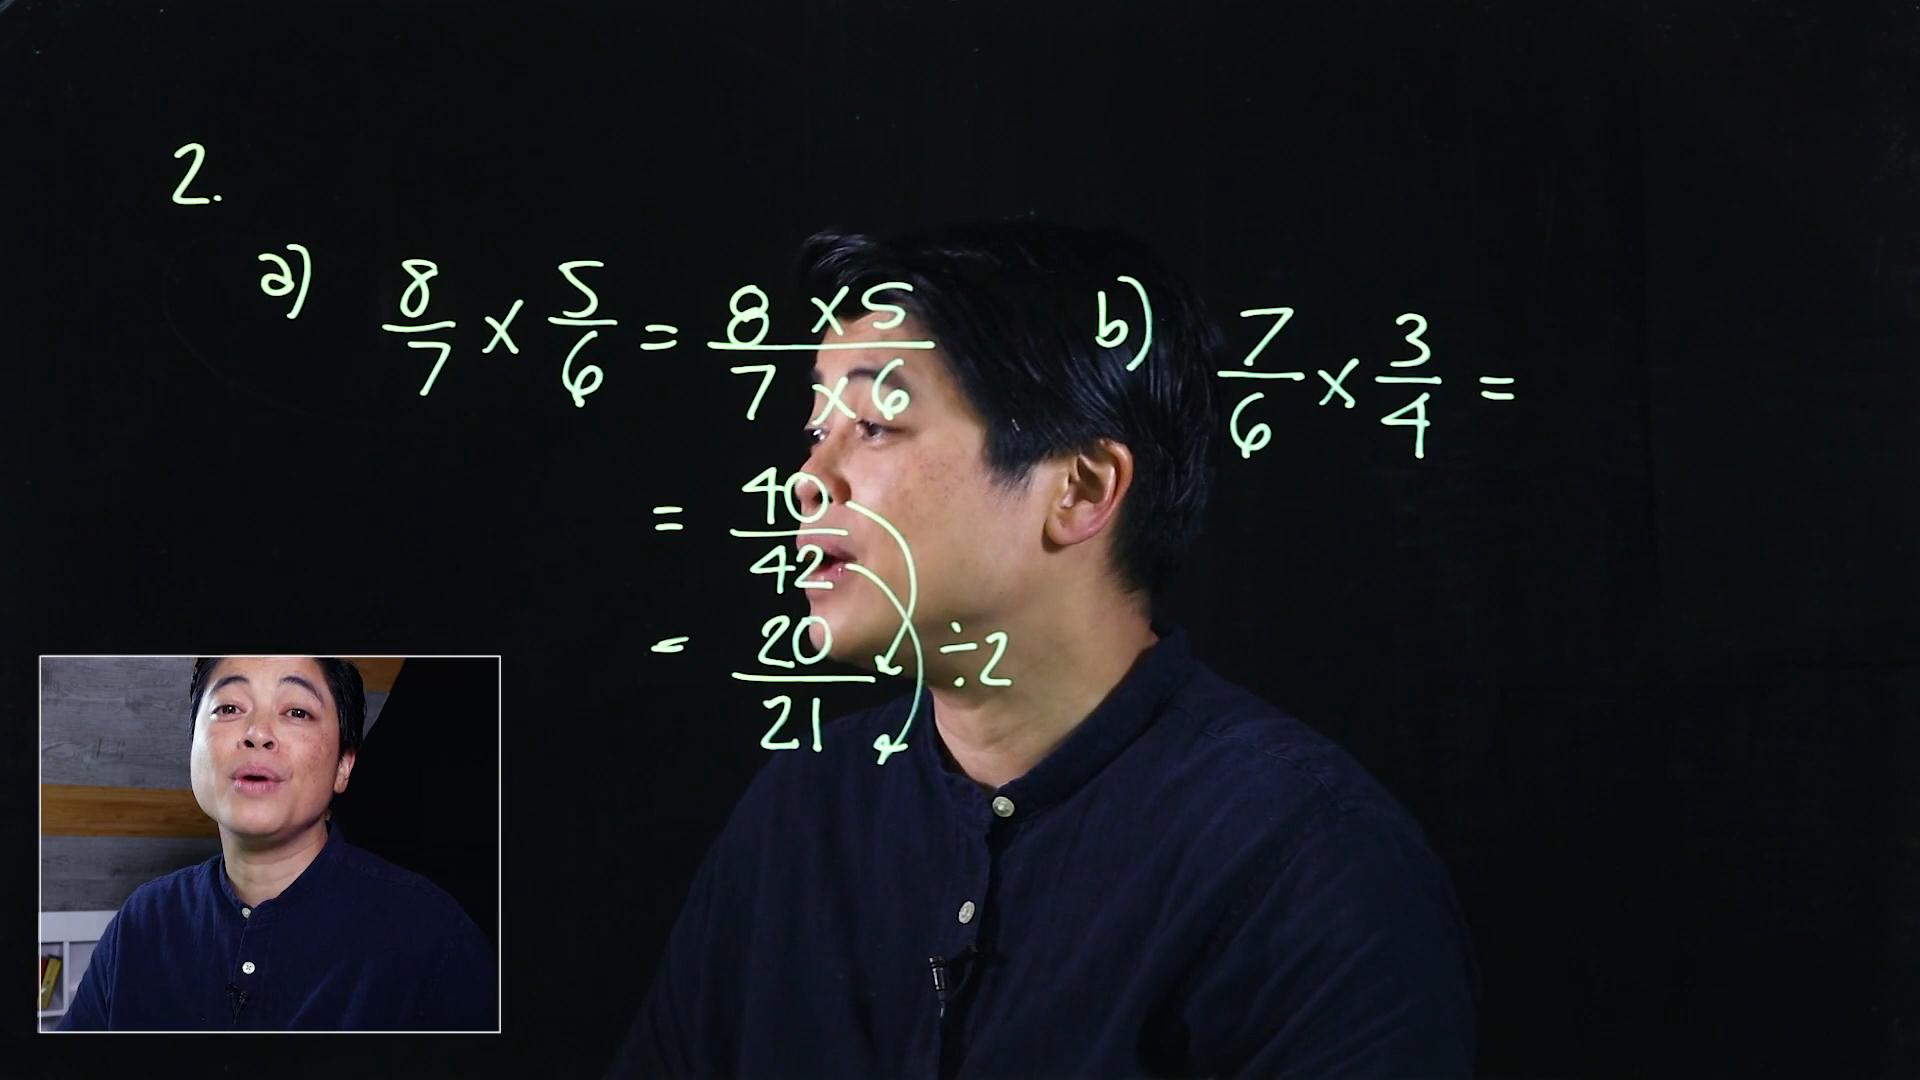 2.
a) 8/7 x 5/6 = 8 x 5/7 x 6
= 40/42
= 20/21 ÷2
b) 7/6 x 3/4 =